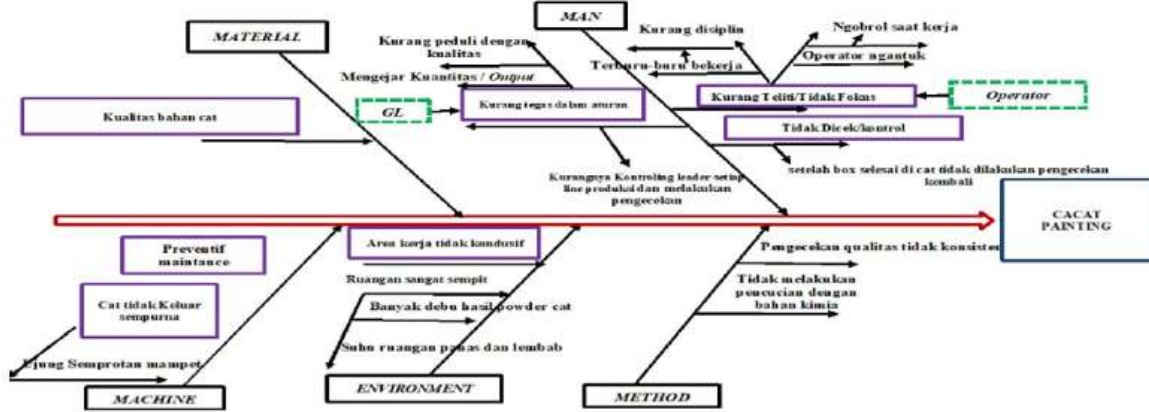 MAN
MATERIAL
Kurang disiplin
Ngobrol saat kerja
Kurang peduli dengan
kualitas
Terburu-buru bekerja
Operator ngantuk
Mengejar Kuantitas / Output
GL
Kurang tegas dalam aturan
Kurang Teliti/Tidak Fokus
Operator
Kualitas bahan cat
Tidak Dicek/kontrol
Kurangnya Kontroling leader setiap
line produksi dan melakukan
pengecekan
setelah box selesai di cat tidak dilakukan pengecekan
kembali
CACAT
PAINTING
Preventif
maintance
Area kerja tidak kondusif
Pengecekan qualitas tidak konsisten
Ruangan sangat sempit
Tidak melakukan
pencucian dengan
bahan kimia
Cat tidak Keluar
sempurna
Banyak debu hasil powder cat
Suhu ruangan panas dan lembab
Ujung Semprotan mampet
MACHINE
ENVIRONMENT
METHOD